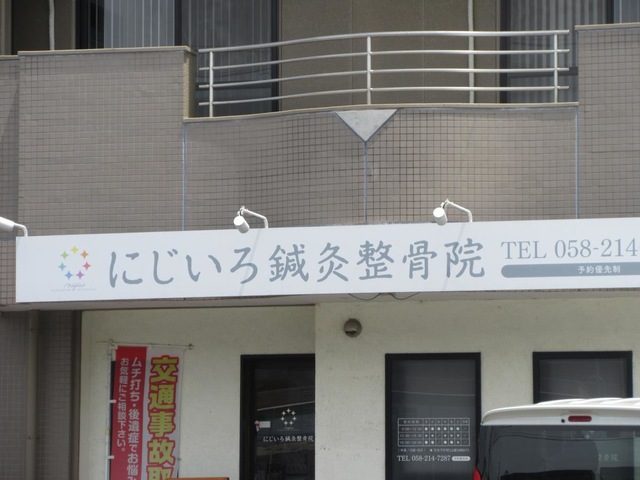 にじいろ鍼灸整骨院
TEL 058-214
予約優先制
交通事故取
ムチ打ち・後遺症でお悩み
お気軽にご相談下さい。
にじいろ鍼灸整骨院
TEL 058-214-7287